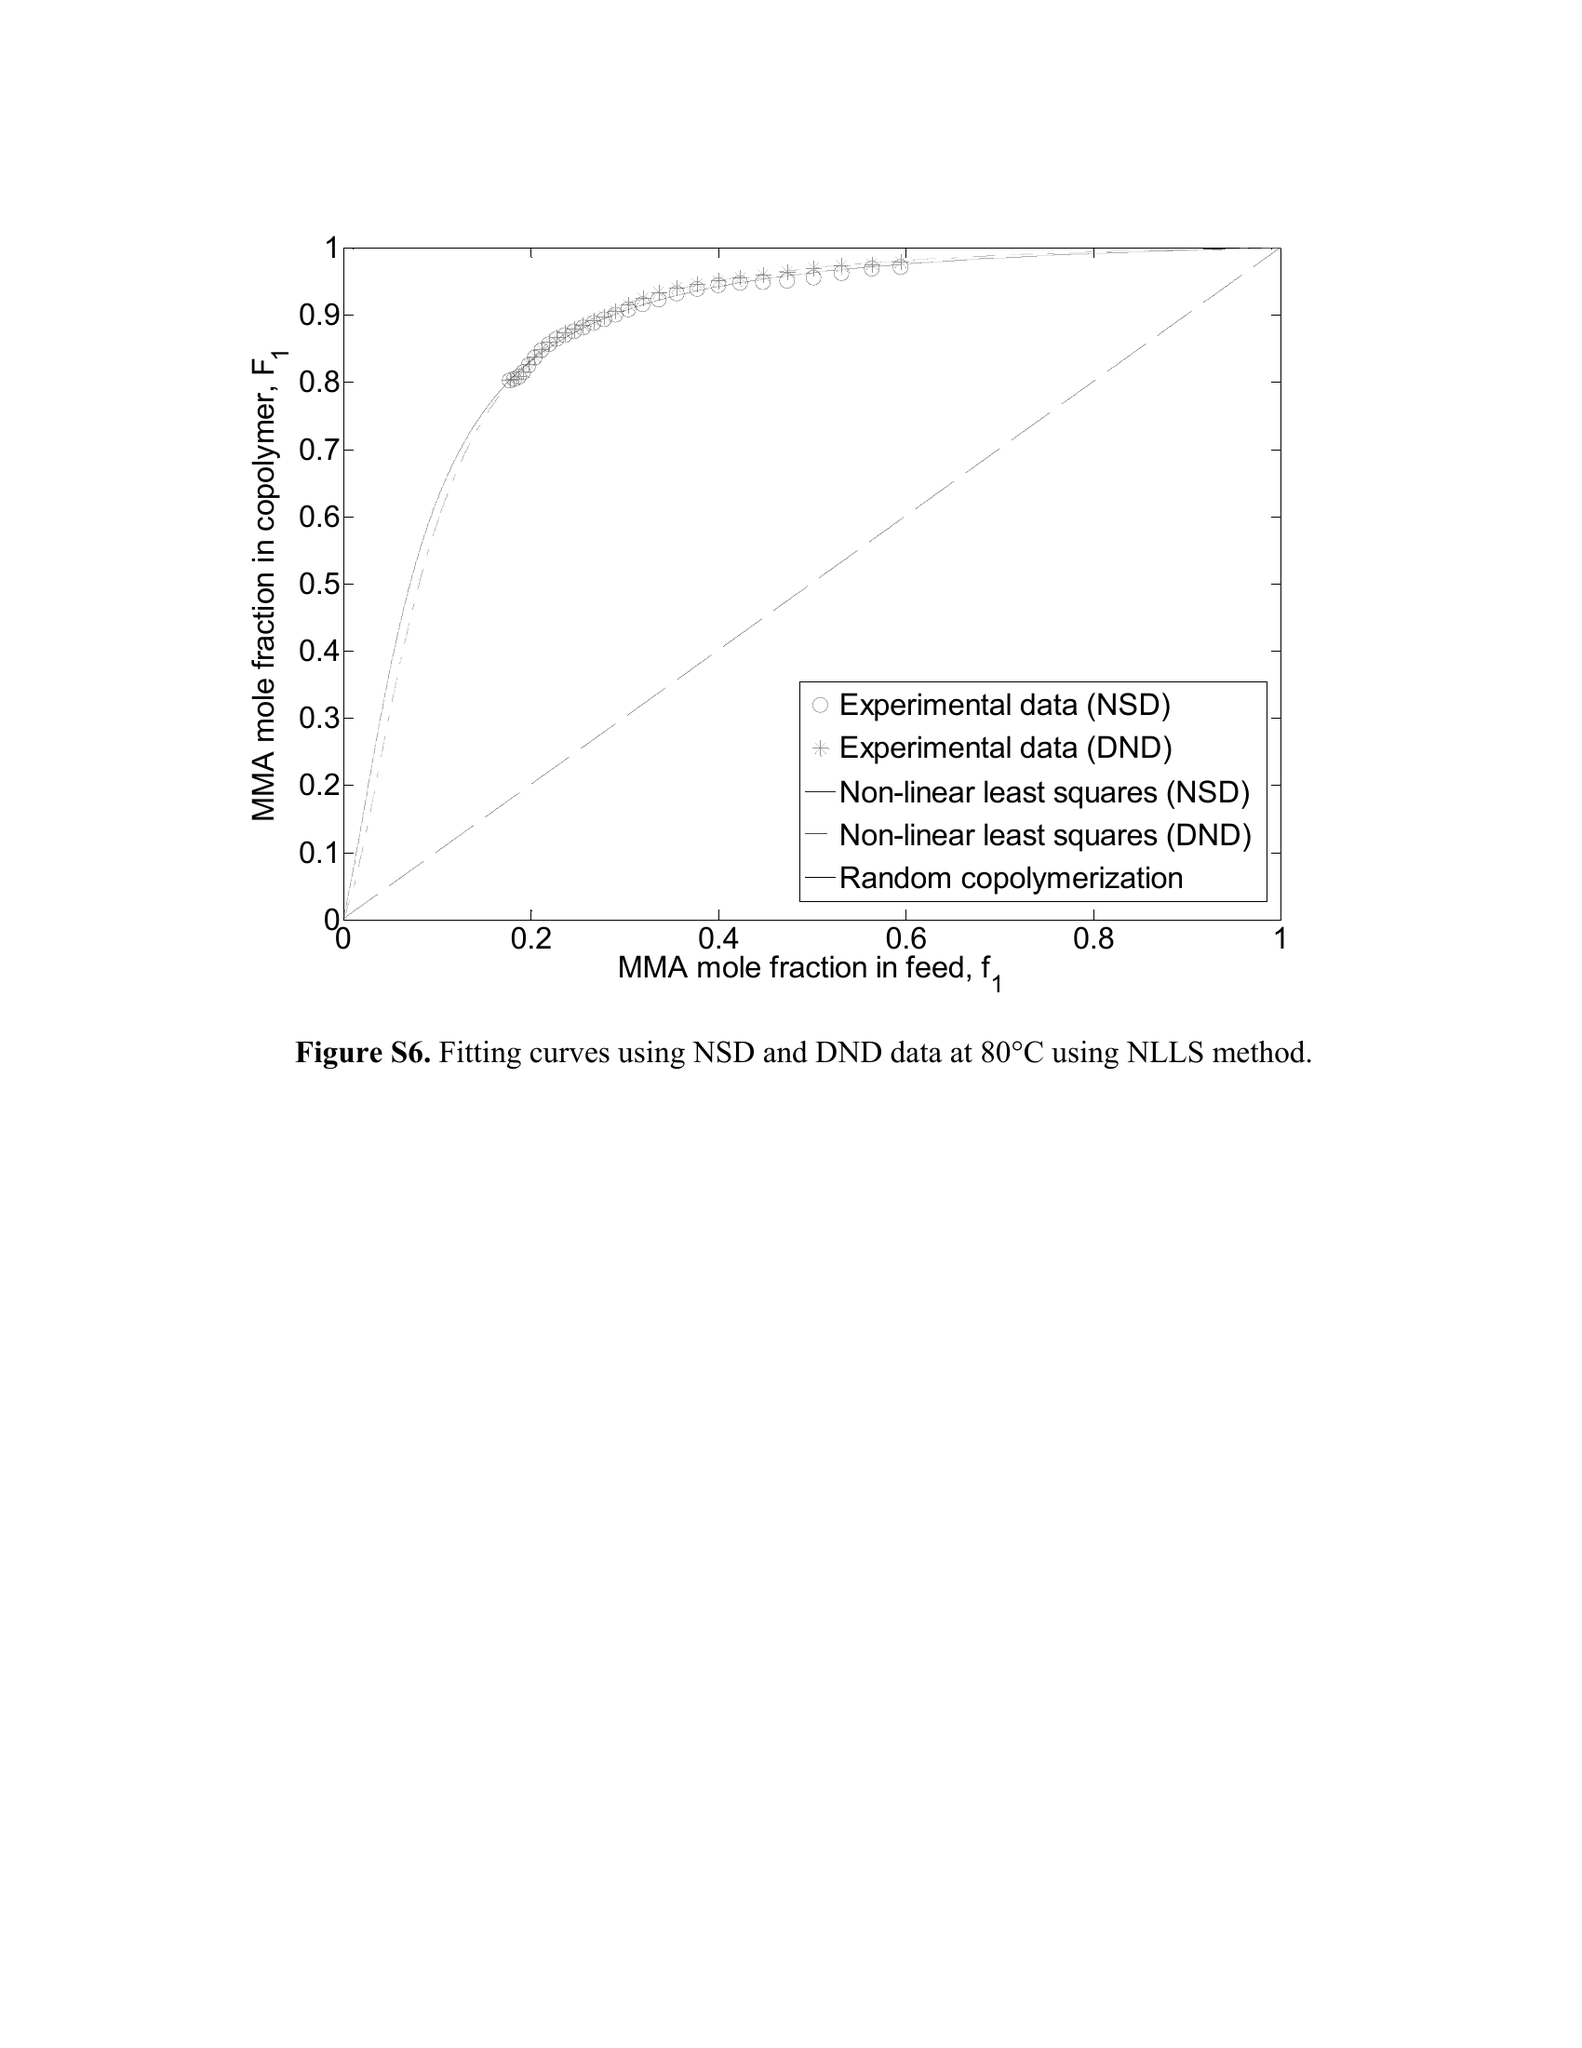 1
0.9
0.8
0.7
0.6
0.5
0.4
0.3
0.2
0.1
0
MMA mole fraction in copolymer, F1
Experimental data (NSD)
Experimental data (DND)
Non-linear least squares (NSD)
Non-linear least squares (DND)
Random copolymerization
0 0.2 0.4 0.6 0.8 1
MMA mole fraction in feed, f1
Figure S6. Fitting curves using NSD and DND data at 80°C using NLLS method.